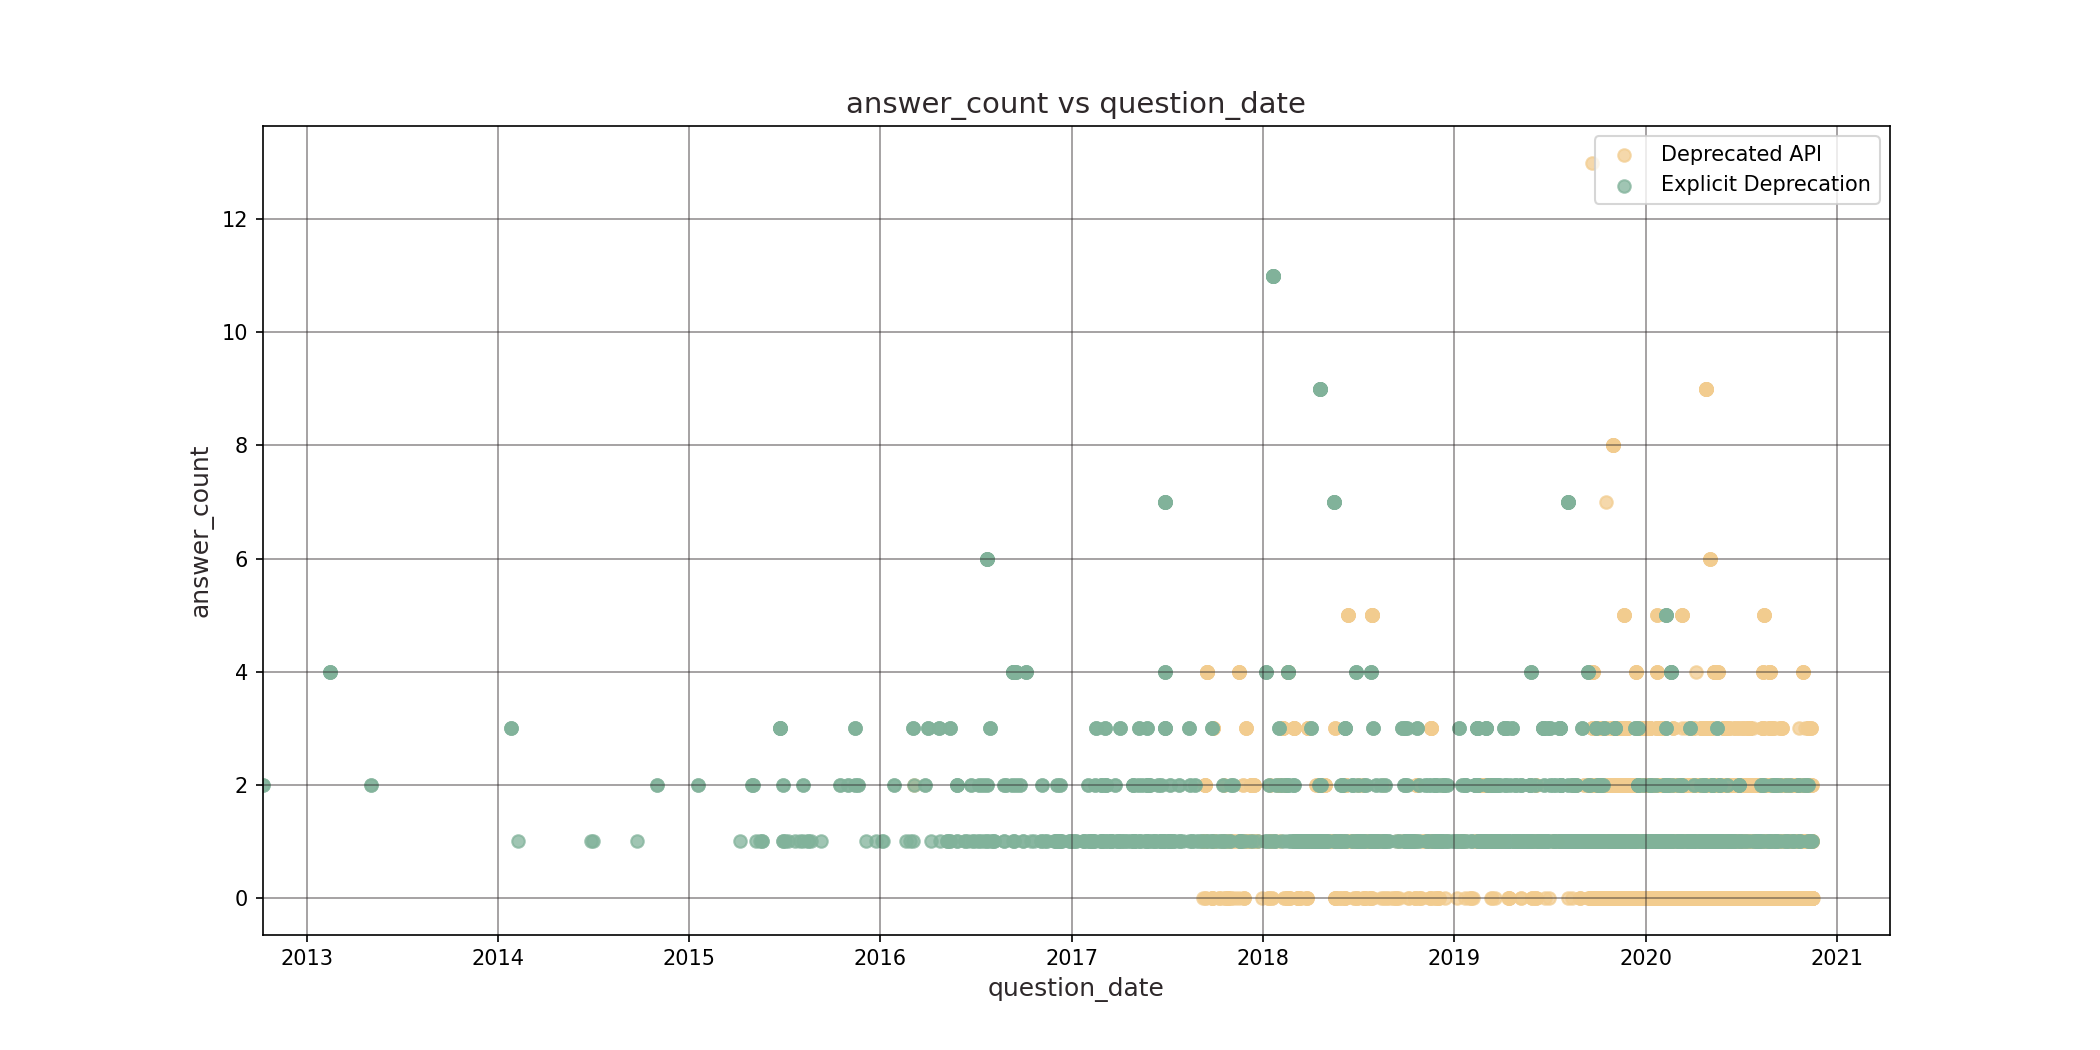 answer_count vs question_date
Deprecated API
Explicit Deprecation
answer_count
12
10
8
6
4
2
0
2013 2014 2015 2016 2017 2018 2019 2020 2021
question_date